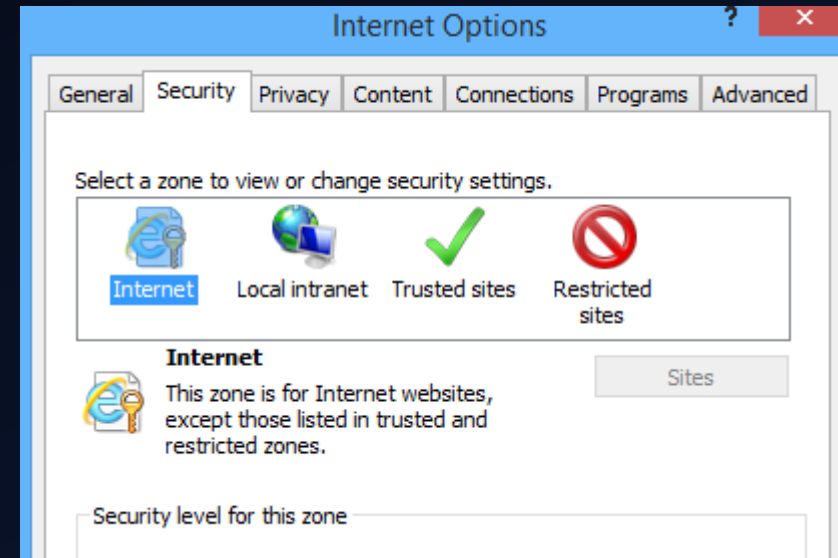 Internet Options ? ×
General Security Privacy Content Connections Programs Advanced
Select a zone to view or change security settings.
Internet Local intranet Trusted sites Restricted
sites
Internet
Sites
This zone is for Internet websites,
except those listed in trusted and
restricted zones.
Security level for this zone